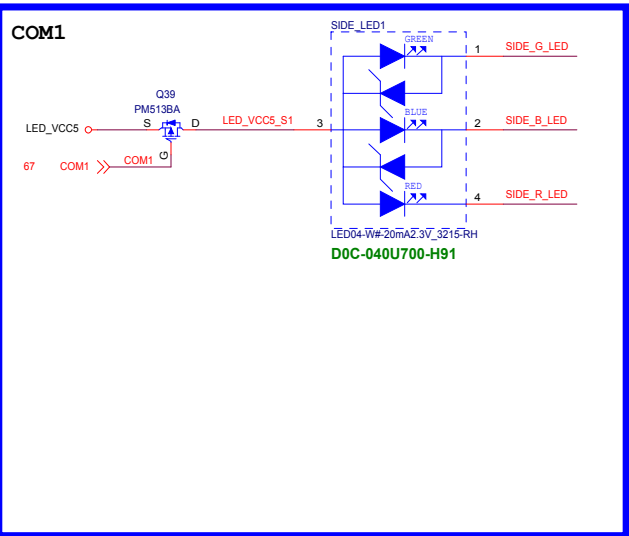 COM1
SIDE_LED1
GREEN
1
SIDE_G_LED
Q39
PM513BA
LED_VCC5
S
D
LED_VCC5_S1
3
BLUE
2
SIDE_B_LED
67
COM1
COM1
G
RED
4
SIDE_R_LED
LED04-W#-20mA2.3V_3215-RH
D0C-040U700-H91